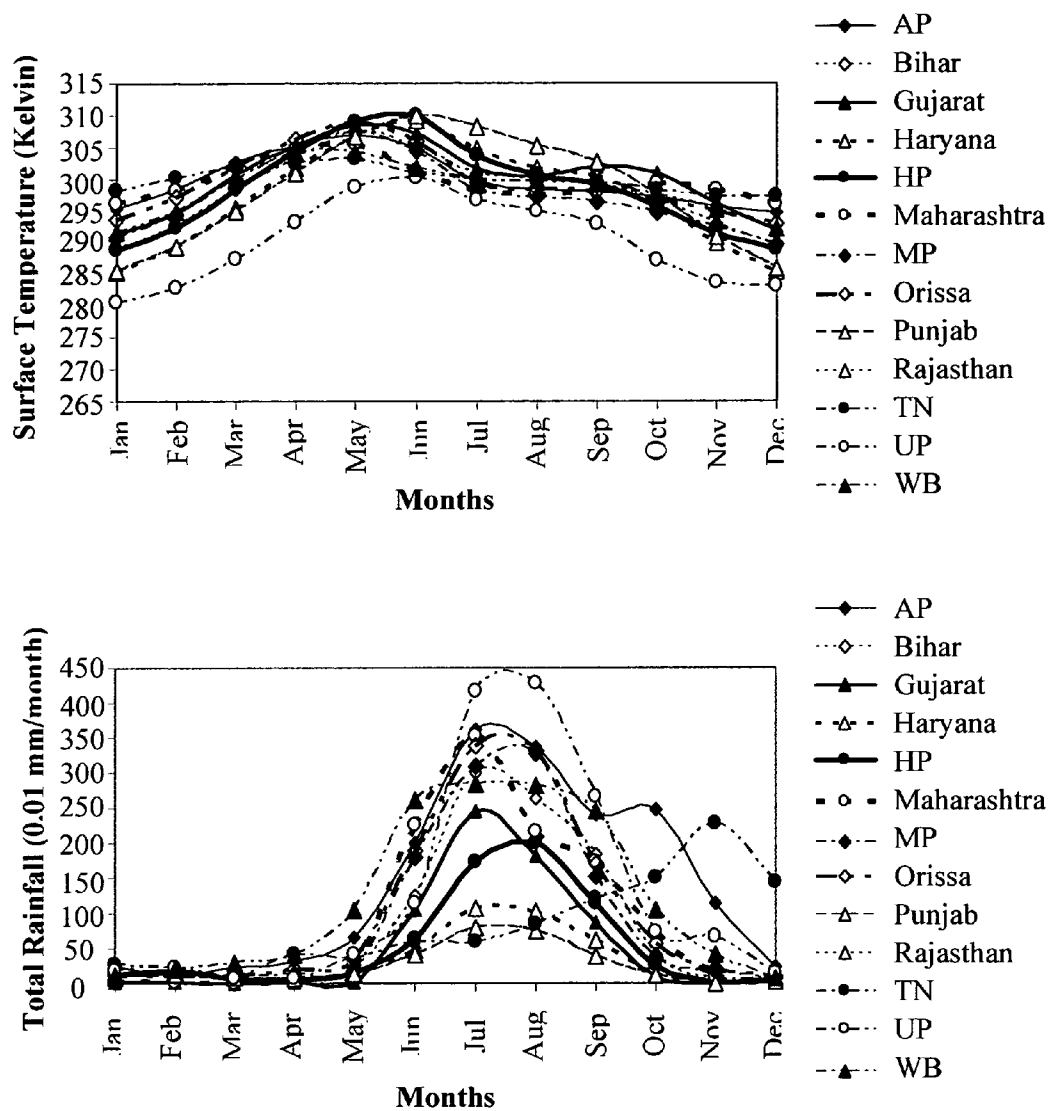 Surface Temperature (Kelvin)
315
310
305
300
295
290
285
280
275
270
265
Jan
Feb
Mar
Apr
May
Jun
Jul
Aug
Sep
Oct
Nov
Dec
Months
AP
Bihar
Gujarat
Haryana
HP
Maharashtra
MP
Orissa
Punjab
Rajasthan
TN
UP
WB
Total Rainfall (0.01 mm/month)
450
400
350
300
250
200
150
100
50
0
Jan
Feb
Mar
Apr
May
Jun
Jul
Aug
Sep
Oct
Nov
Dec
Months
AP
Bihar
Gujarat
Haryana
HP
Maharashtra
MP
Orissa
Punjab
Rajasthan
TN
UP
WB